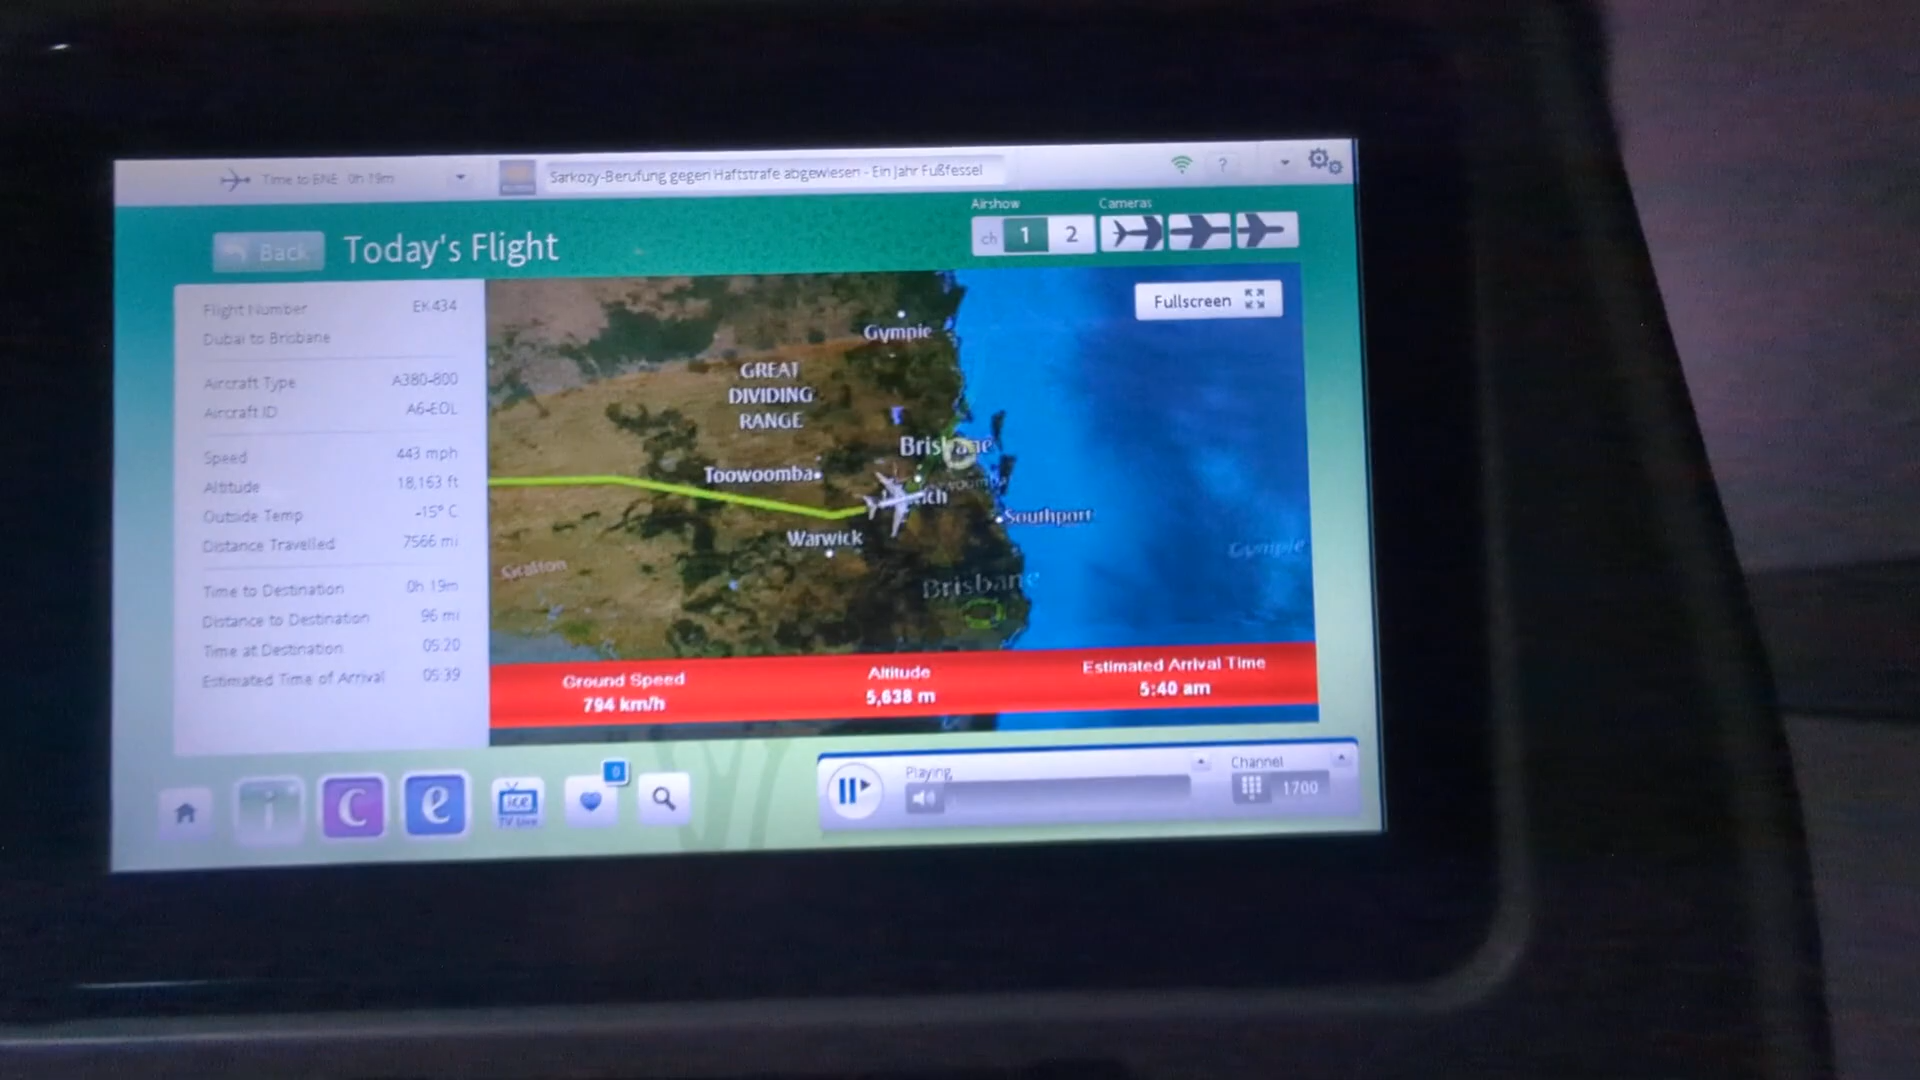 Time to BNE 0h 19m
Sarkozy-Berufung gegen Haftstrafe abgewiesen - Ein Jahr Fußfessel
?
Airshow
Cameras
Back
Today's Flight
ch 1 2
Flight Number EK434
Dubai to Brisbane
Aircraft Type A380-800
Aircraft ID A6-EOL
Speed 443 mph
Altitude 18,163 ft
Outside Temp -15° C
Distance Travelled 7566 mi
Time to Destination 0h 19m
Distance to Destination 96 mi
Time at Destination 05:20
Estimated Time of Arrival 05:39
Fullscreen
Gympie
GREAT
DIVIDING
RANGE
Brisbane
Toowoomba
Toowoomba
Southport
Warwick
Gympie
Grafton
Brisbane
Ground Speed
794 km/h
Altitude
5,638 m
Estimated Arrival Time
5:40 am
i
C
e
ice
TV Live
0
Playing
Channel
1700